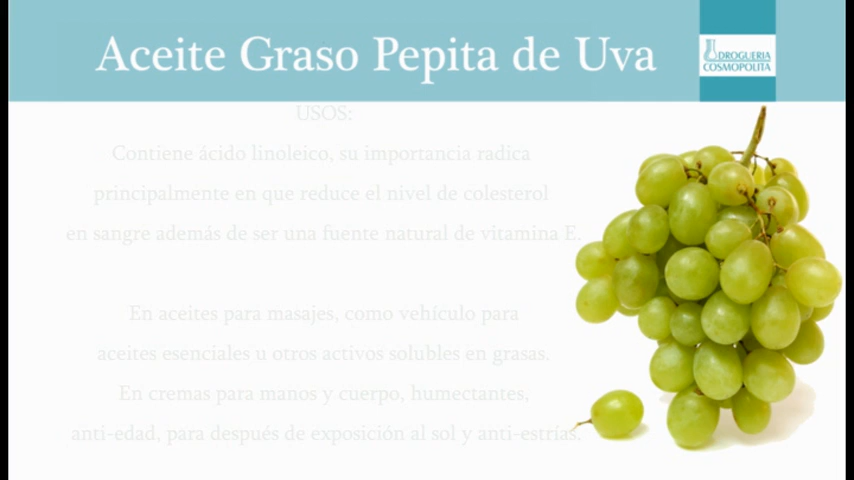 Aceite Graso Pepita de Uva
DROGUERIA
COSMOPOLITA
USOS:
Contiene ácido linoleico, su importancia radica
principalmente en que reduce el nivel de colesterol
en sangre además de ser una fuente natural de vitamina E.
En aceites para masajes, como vehículo para
aceites esenciales u otros activos solubles en grasas.
En cremas para manos y cuerpo, humectantes,
anti-edad, para después de exposición al sol y anti-estrías.